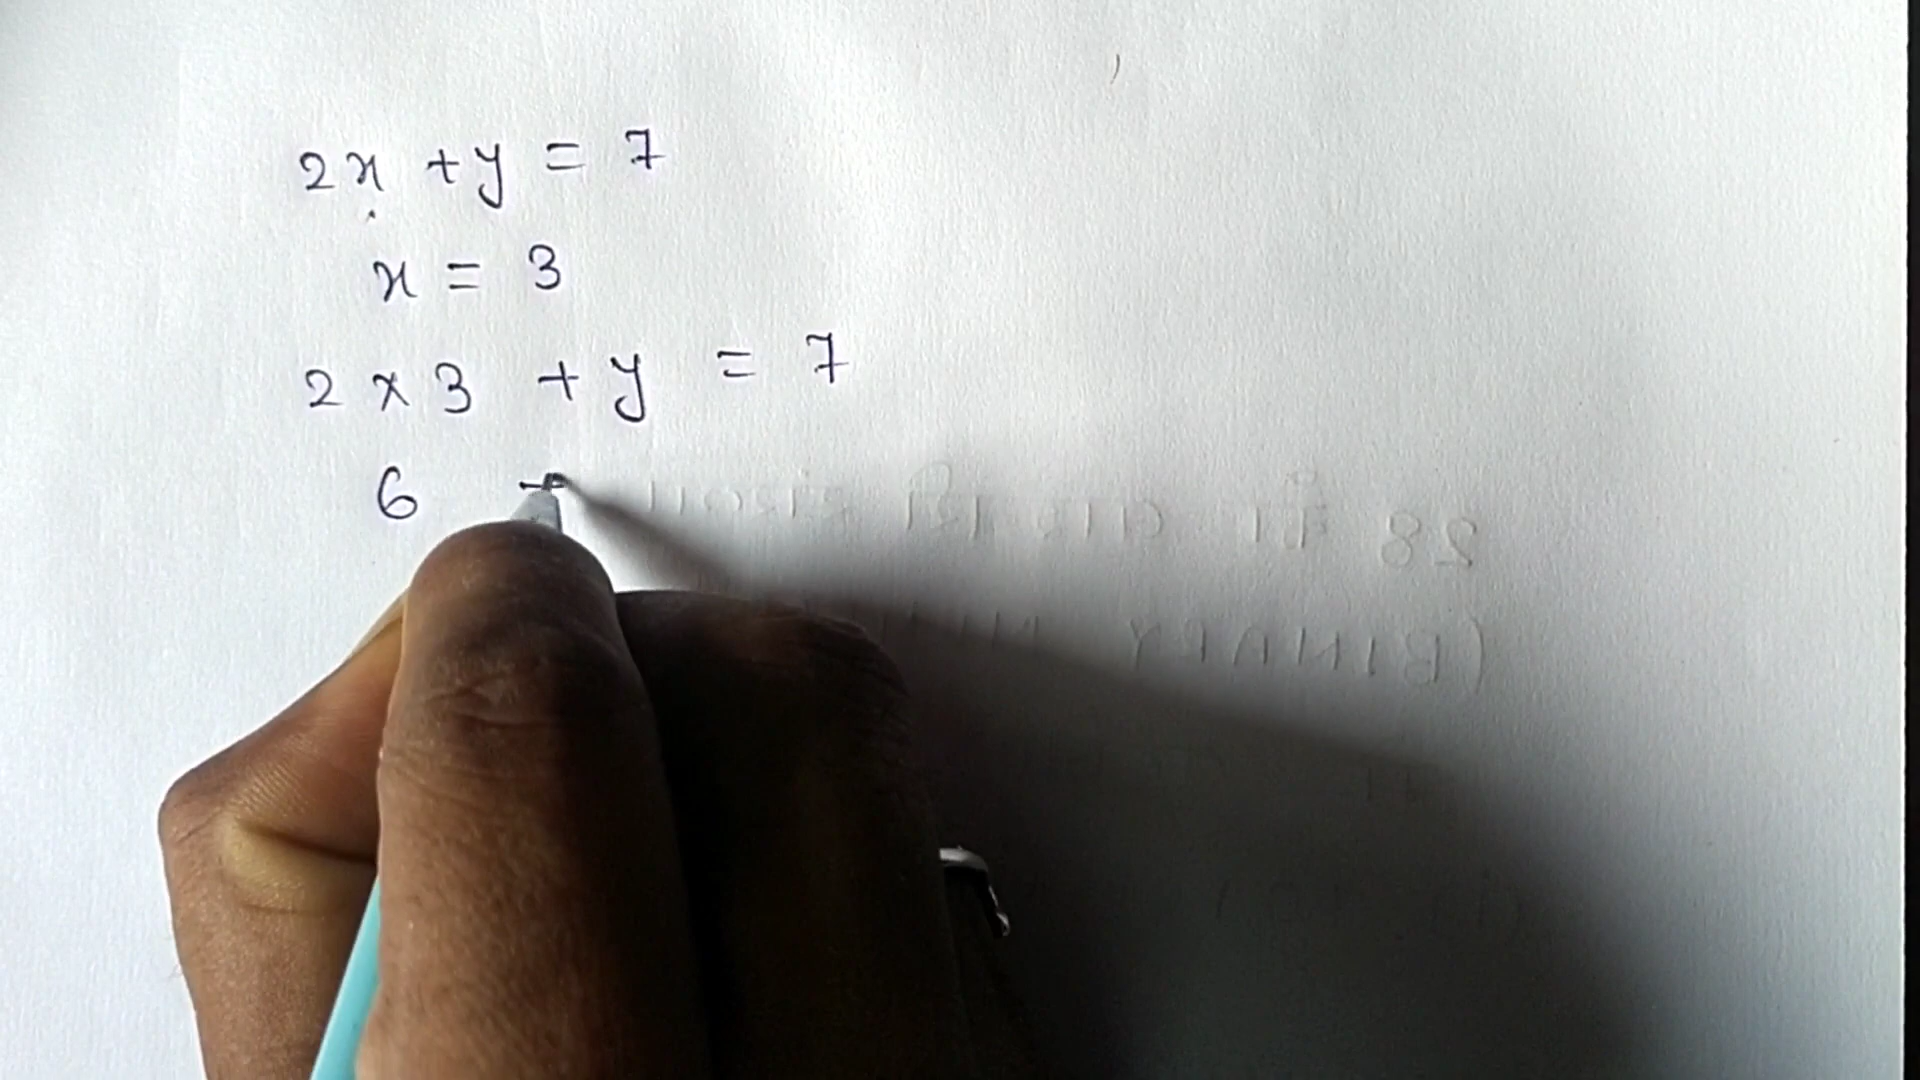 2x + y = 7
x = 3
2 × 3 + y = 7
6 +